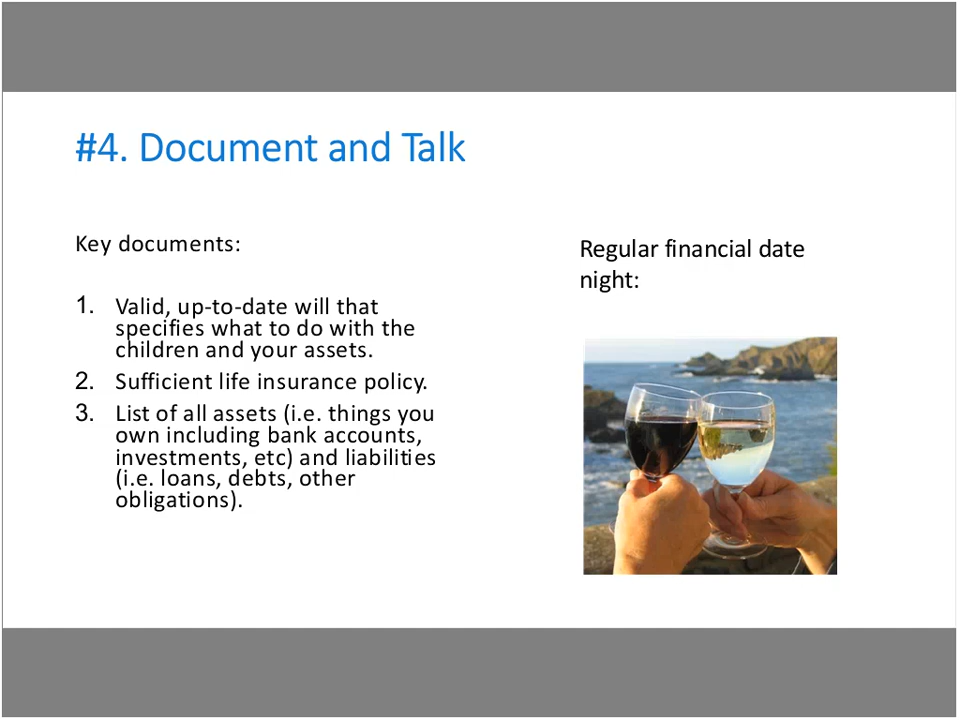 #4. Document and Talk
Key documents:
1. Valid, up-to-date will that
specifies what to do with the
children and your assets.
2. Sufficient life insurance policy.
3. List of all assets (i.e. things you
own including bank accounts,
investments, etc) and liabilities
(i.e. loans, debts, other
obligations).
Regular financial date
night: